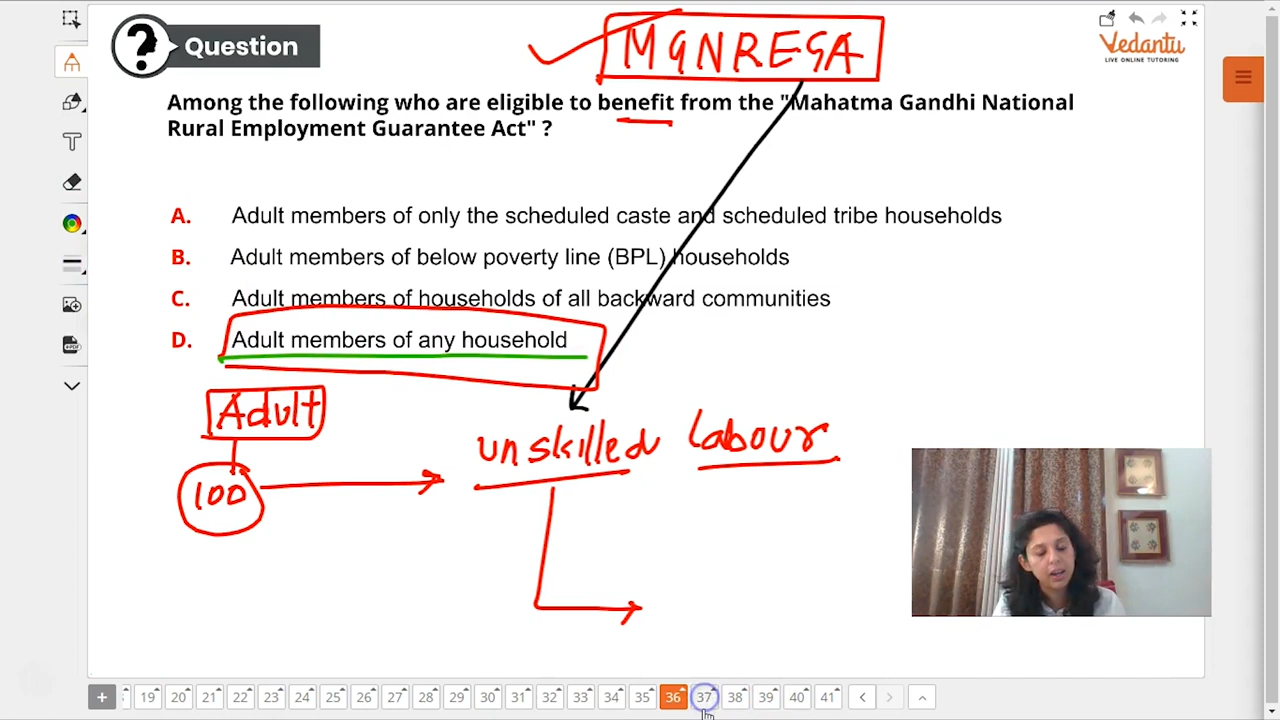 MGNREGA
Question
Vedantu
LIVE ONLINE TUTORING
Among the following who are eligible to benefit from the "Mahatma Gandhi National
Rural Employment Guarantee Act" ?
A. Adult members of only the scheduled caste and scheduled tribe households
B. Adult members of below poverty line (BPL) households
C. Adult members of households of all backward communities
D. Adult members of any household
Adult
unskilled labour
100
19 20 21 22 23 24 25 26 27 28 29 30 31 32 33 34 35 36 37 38 39 40 41